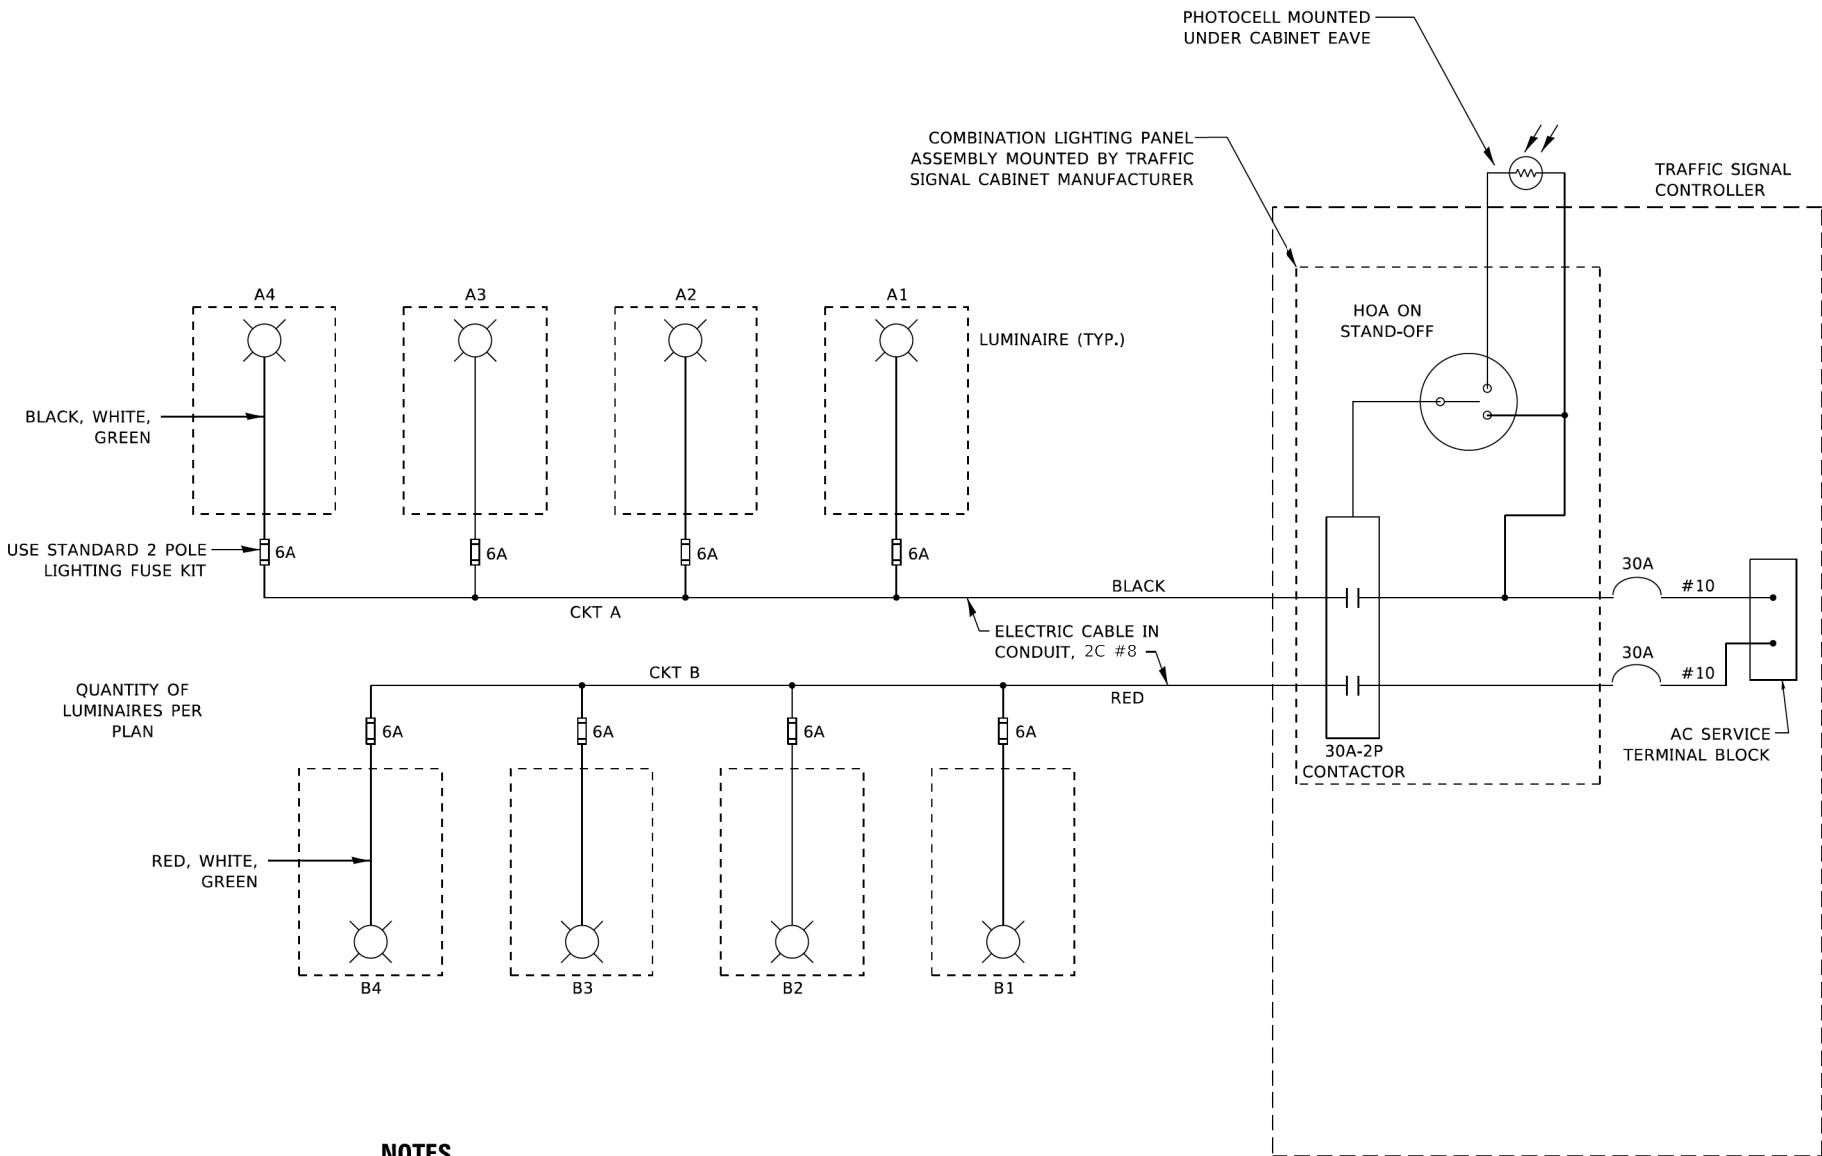 PHOTOCELL MOUNTED
UNDER CABINET EAVE
COMBINATION LIGHTING PANEL
ASSEMBLY MOUNTED BY TRAFFIC
SIGNAL CABINET MANUFACTURER
TRAFFIC SIGNAL
CONTROLLER
A4
A3
A2
A1
HOA ON
STAND-OFF
LUMINAIRE (TYP.)
BLACK, WHITE,
GREEN
USE STANDARD 2 POLE
LIGHTING FUSE KIT
6A
6A
6A
6A
30A
BLACK
#10
CKT A
ELECTRIC CABLE IN
CONDUIT, 2C #8
30A
CKT B
#10
QUANTITY OF
LUMINAIRES PER
PLAN
RED
6A
6A
6A
6A
AC SERVICE
TERMINAL BLOCK
30A-2P
CONTACTOR
RED, WHITE,
GREEN
B4
B3
B2
B1
NOTES